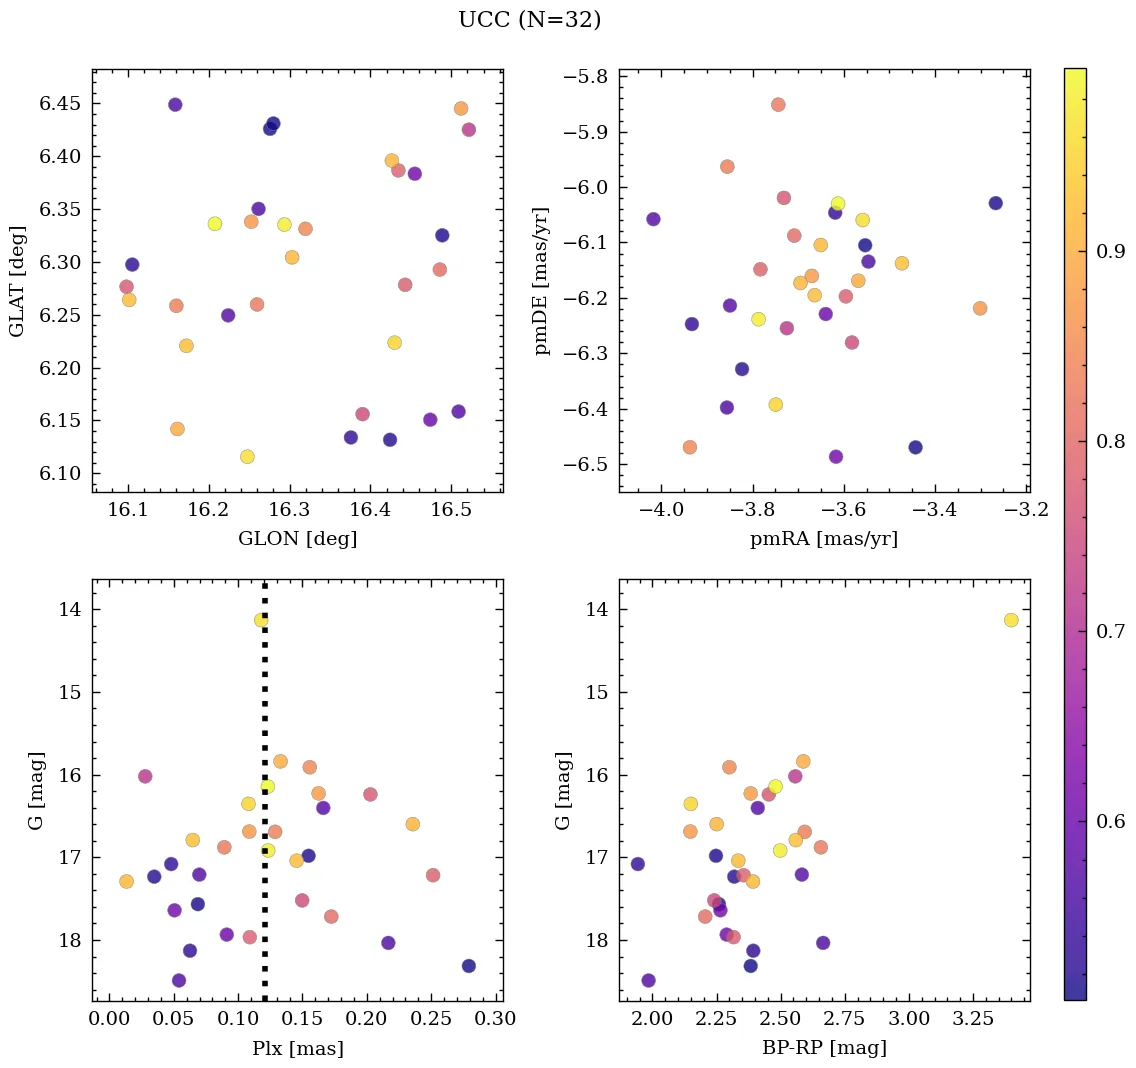 UCC (N=32)
6.45
6.40
6.35
6.30
6.25
6.20
6.15
6.10
GLAT [deg]
16.1 16.2 16.3 16.4 16.5
GLON [deg]
−5.8
−5.9
−6.0
−6.1
−6.2
−6.3
−6.4
−6.5
pmDE [mas/yr]
−4.0 −3.8 −3.6 −3.4 −3.2
pmRA [mas/yr]
14
15
16
17
18
G [mag]
0.00 0.05 0.10 0.15 0.20 0.25 0.30
Plx [mas]
14
15
16
17
18
G [mag]
2.00 2.25 2.50 2.75 3.00 3.25
BP-RP [mag]
0.9
0.8
0.7
0.6